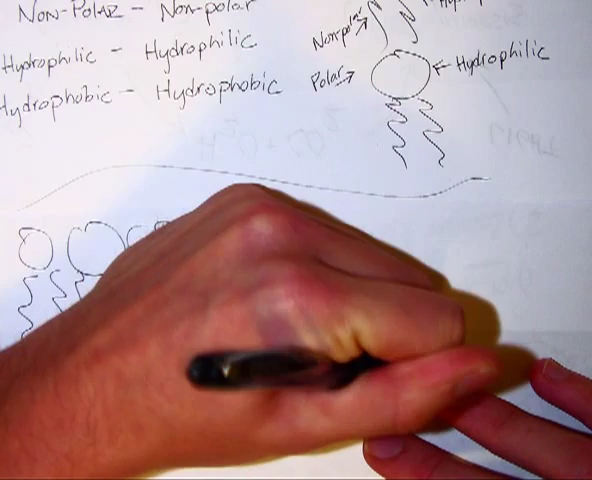 Non-Polar - Non-polar
Hydrophilic - Hydrophilic
Hydrophobic - Hydrophobic
Nonpolar
Polar
Hydrophilic